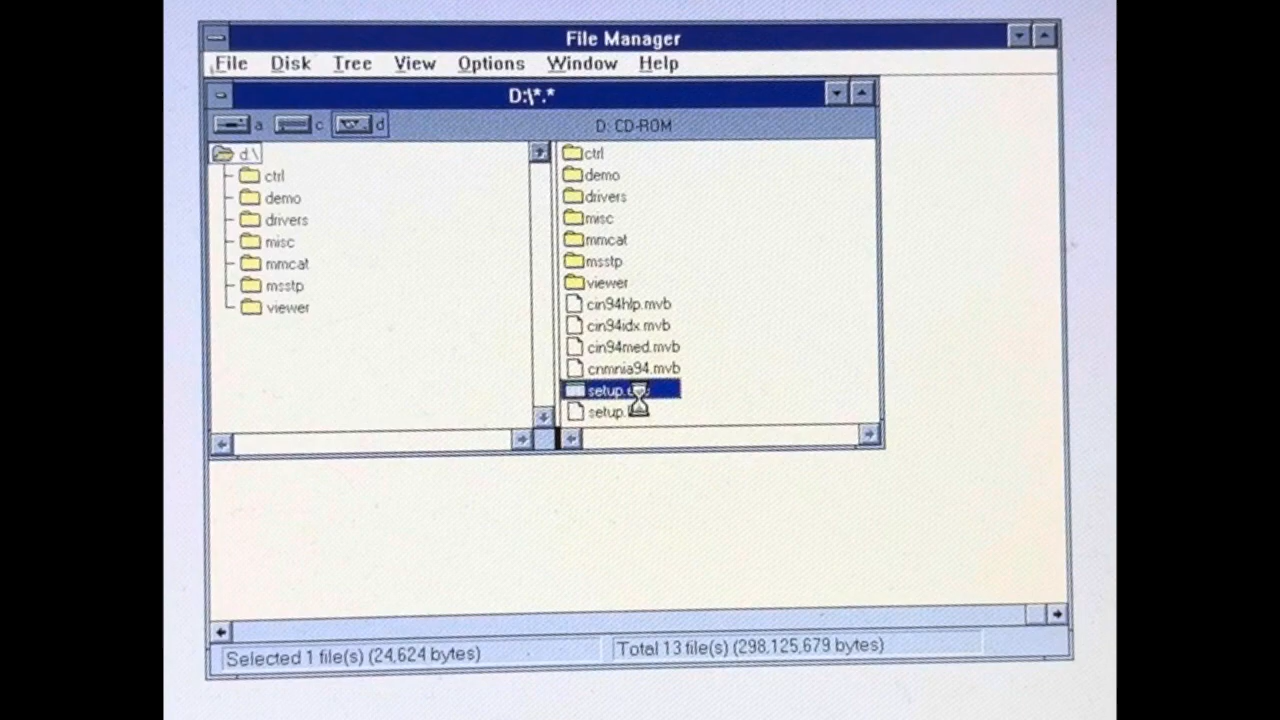 File Manager
File Disk Tree View Options Window Help
D:\*.*
a c d D: CD-ROM
d:\
ctrl
demo
drivers
misc
mmcat
msstp
viewer
ctrl
demo
drivers
misc
mmcat
msstp
viewer
cin94hlp.mvb
cin94idx.mvb
cin94med.mvb
cnmnia94.mvb
setup.
setup.
Selected 1 file(s) (24,624 bytes)
Total 13 file(s) (298,125,679 bytes)